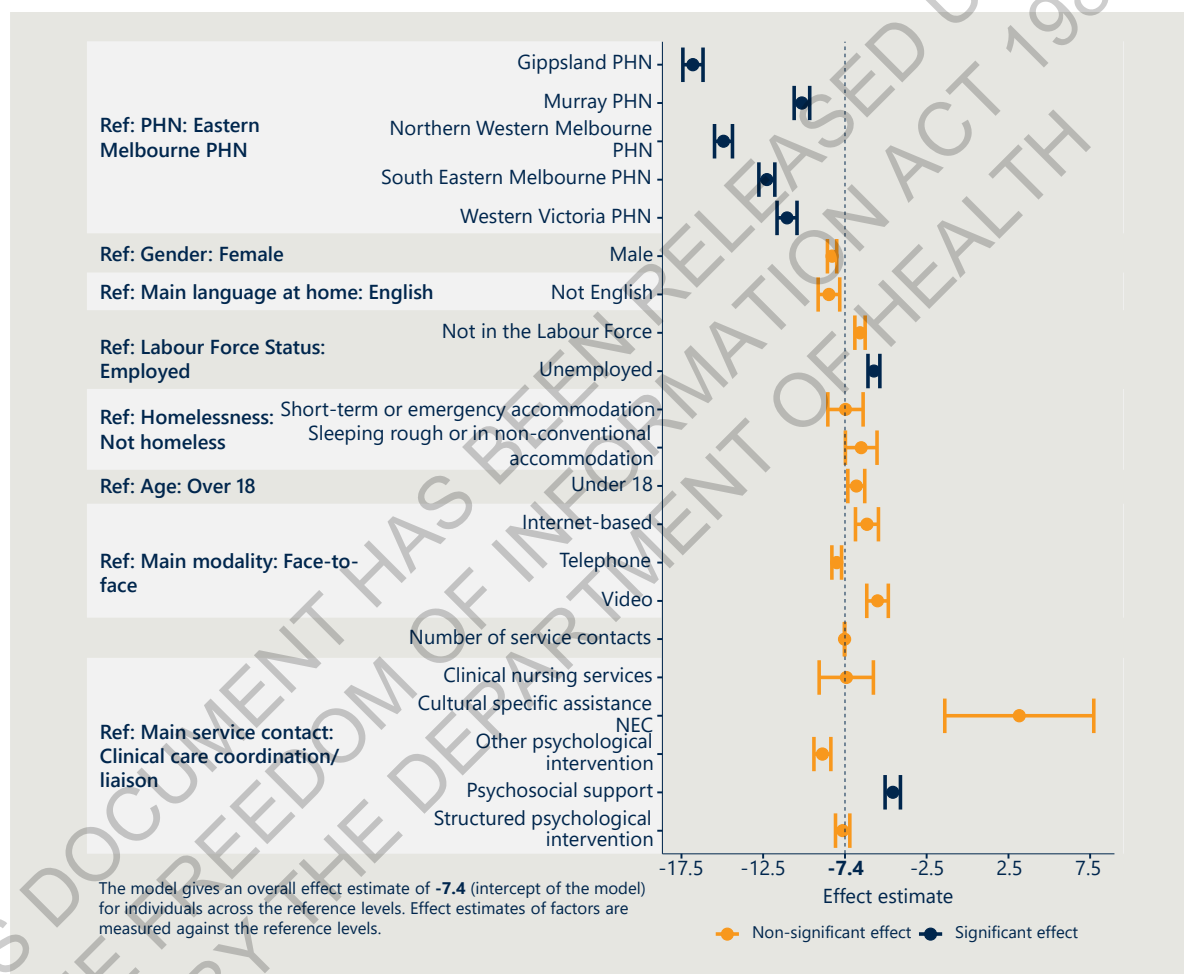 Gippsland PHN
Murray PHN
Ref: PHN: Eastern
Melbourne PHN
Northern Western Melbourne
PHN
South Eastern Melbourne PHN
Western Victoria PHN
Ref: Gender: Female
Male
Ref: Main language at home: English
Not English
Ref: Labour Force Status:
Employed
Not in the Labour Force
Unemployed
Ref: Homelessness:
Not homeless
Short-term or emergency accommodation
Sleeping rough or in non-conventional
accommodation
Ref: Age: Over 18
Under 18
Ref: Main modality: Face-to-
face
Internet-based
Telephone
Video
Number of service contacts
Ref: Main service contact:
Clinical care coordination/
liaison
Clinical nursing services
Cultural specific assistance
NEC
Other psychological
intervention
Psychosocial support
Structured psychological
intervention
-17.5 -12.5 -7.4 -2.5 2.5 7.5
Effect estimate
The model gives an overall effect estimate of -7.4 (intercept of the model)
for individuals across the reference levels. Effect estimates of factors are
measured against the reference levels.
Non-significant effect Significant effect
S DOCUMENT HAS BEEN RELEASED U
FREEDOM OF INFORMATION ACT 198
BY THE DEPARTMENT OF HEALTH